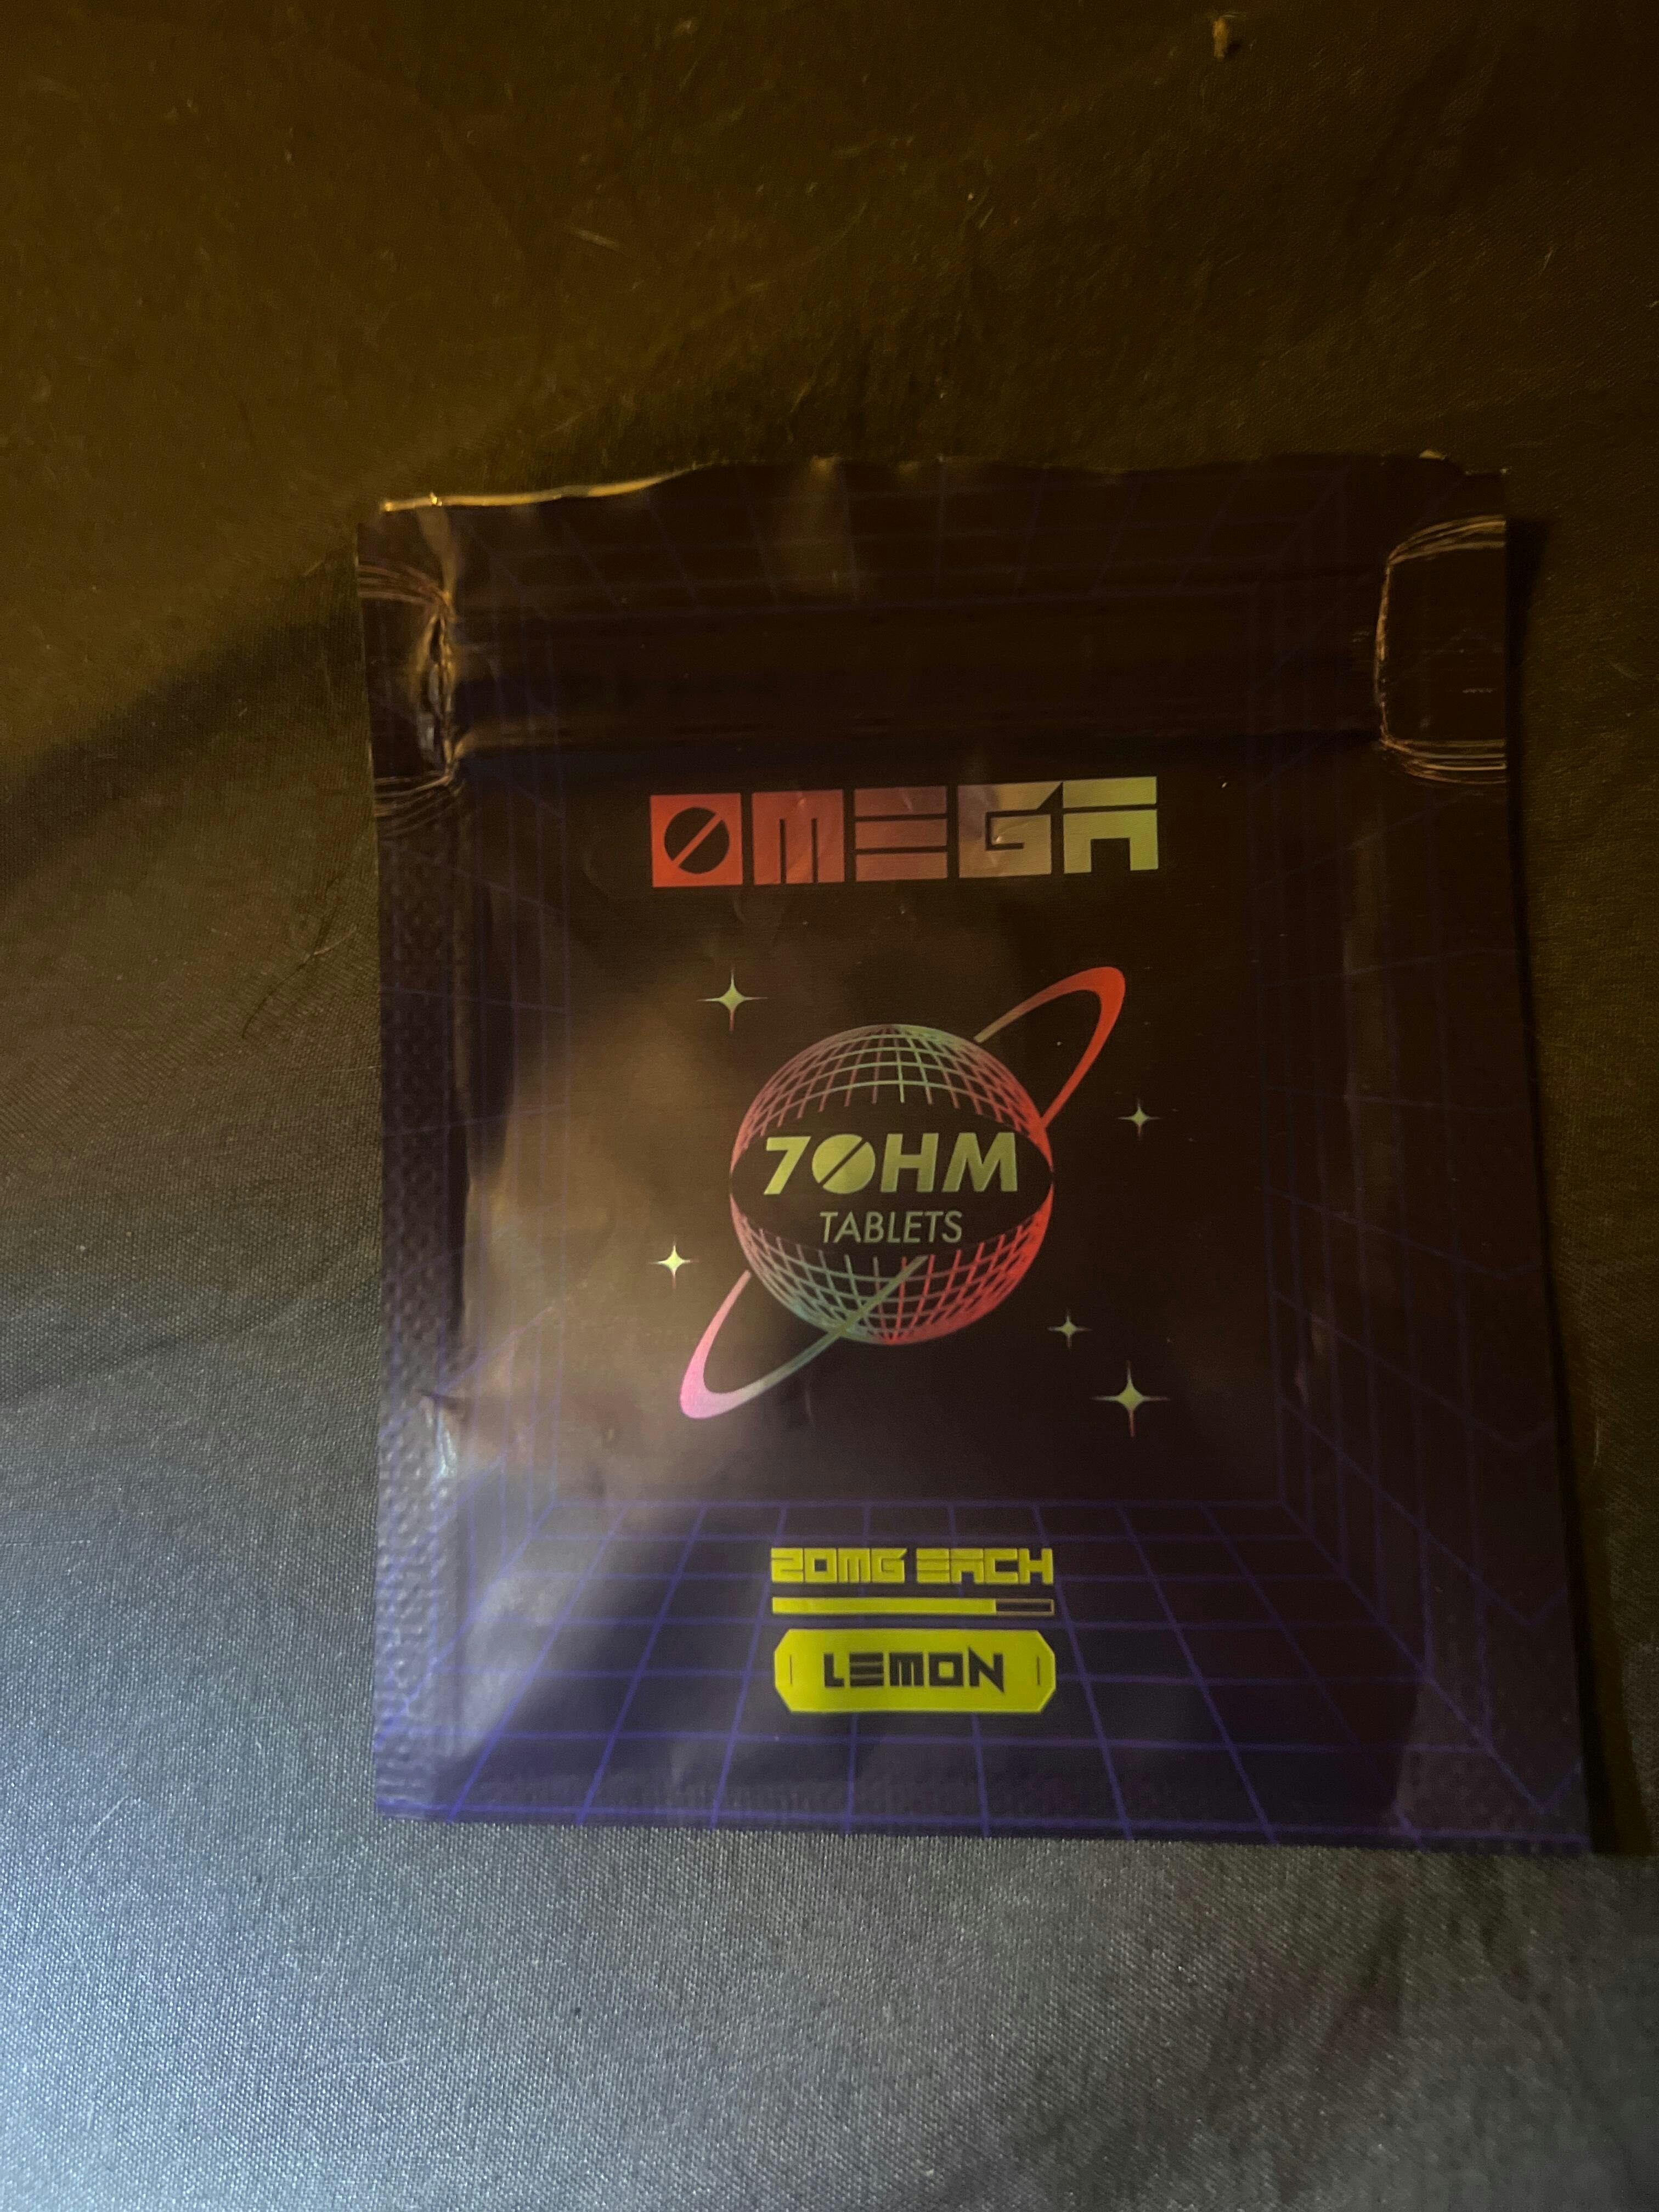 OMEGA
7OHM
TABLETS
20MG EACH
LEMON